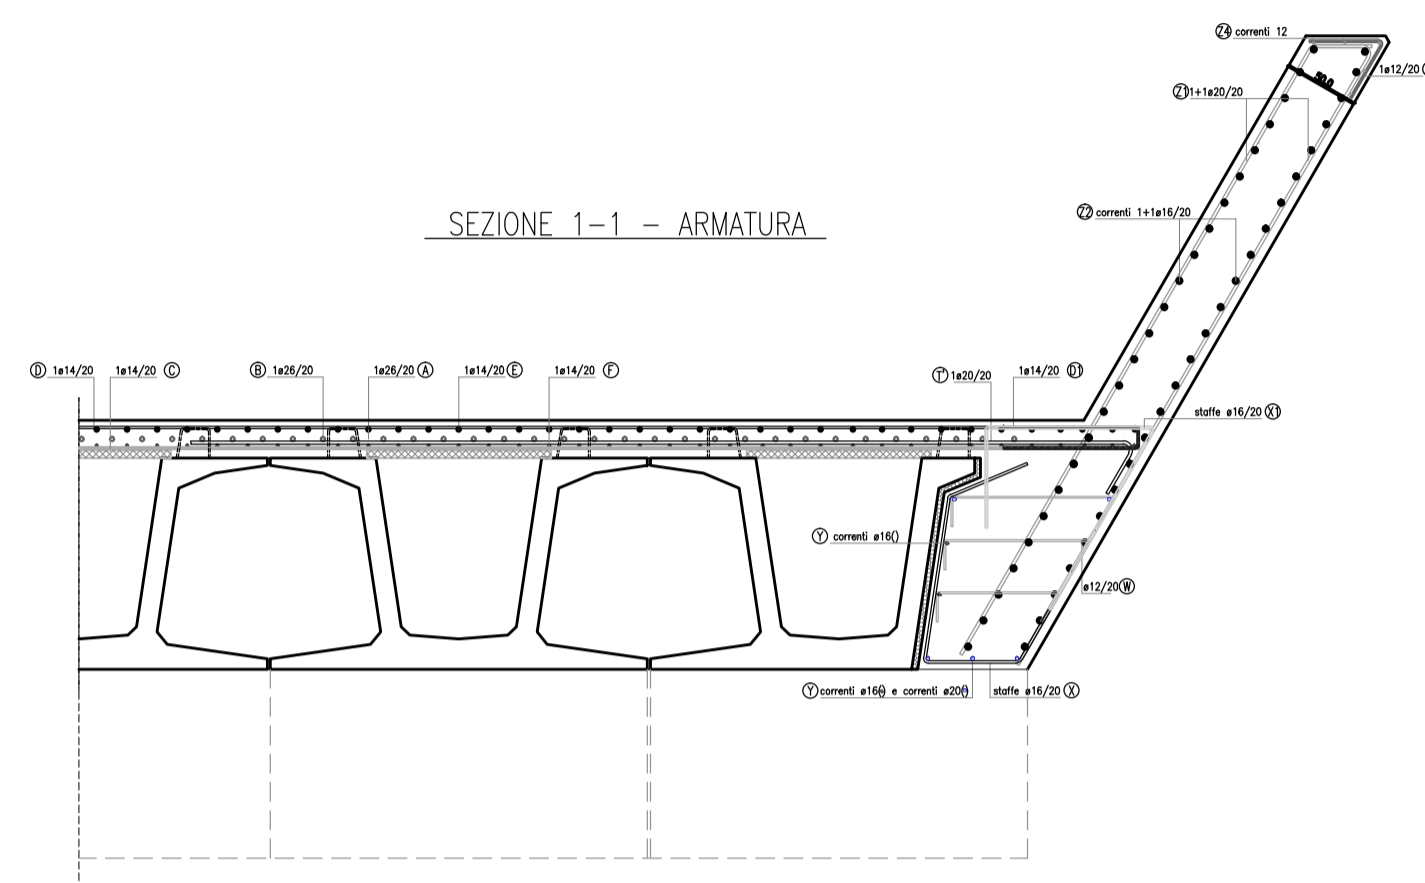 Z4 correnti 12
1ø12/20
50.0
Z1 1+1ø20/20
Z2 correnti 1+1ø16/20
SEZIONE 1-1 - ARMATURA
D 1ø14/20 1ø14/20 C B 1ø26/20 1ø26/20 A 1ø14/20 E 1ø14/20 F T' 1ø20/20 1ø14/20 D1
staffe ø16/20 X1
Y correnti ø16()
ø12/20 W
Y correnti ø16() e correnti ø20() staffe ø16/20 X